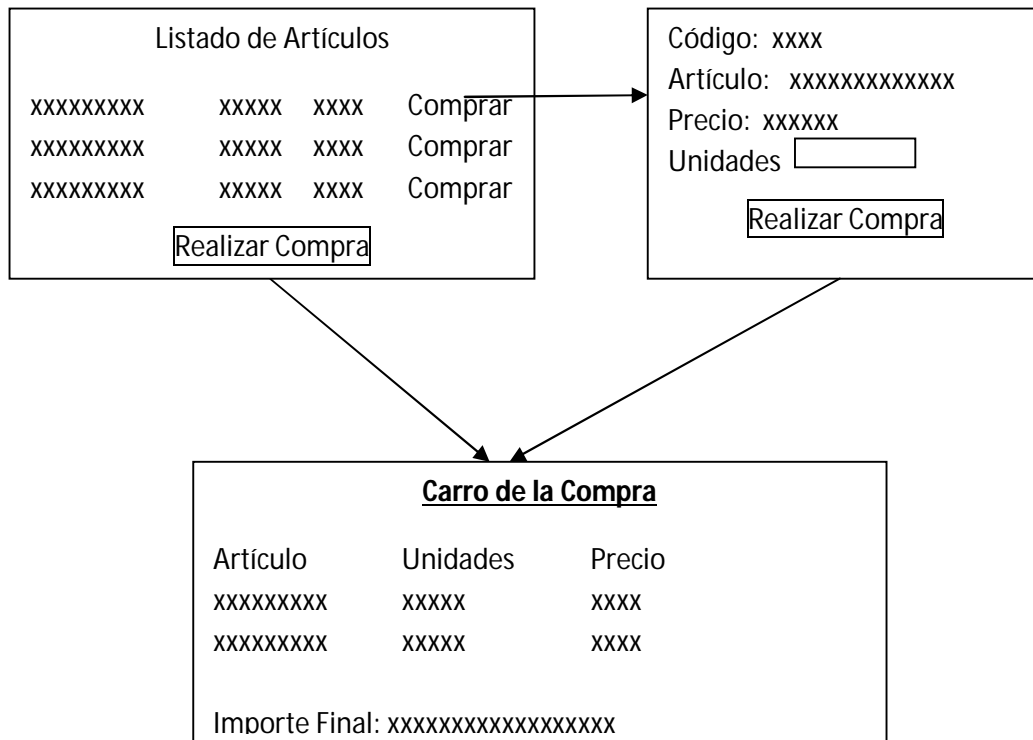 Listado de Artículos
xxxxxxxxx xxxxx xxxx Comprar
xxxxxxxxx xxxxx xxxx Comprar
xxxxxxxxx xxxxx xxxx Comprar
Realizar Compra
Código: xxxx
Artículo: xxxxxxxxxxxxx
Precio: xxxxxx
Unidades
Realizar Compra
Carro de la Compra
Artículo Unidades Precio
xxxxxxxxx xxxxx xxxx
xxxxxxxxx xxxxx xxxx
Importe Final: xxxxxxxxxxxxxxxxxx